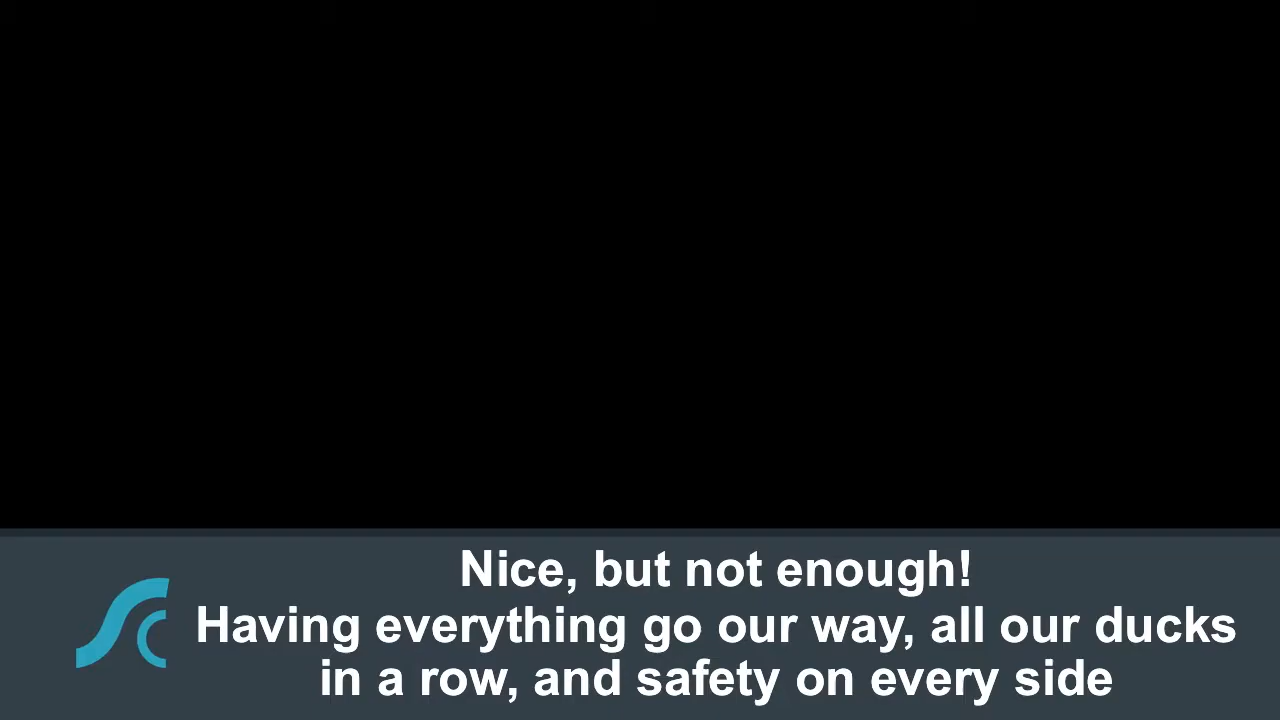 Nice, but not enough!
Having everything go our way, all our ducks
in a row, and safety on every side